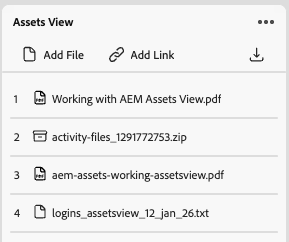 Assets View
Add File Add Link
1 Working with AEM Assets View.pdf
2 activity-files_1291772753.zip
3 aem-assets-working-assetsview.pdf
4 logins_assetsview_12_jan_26.txt